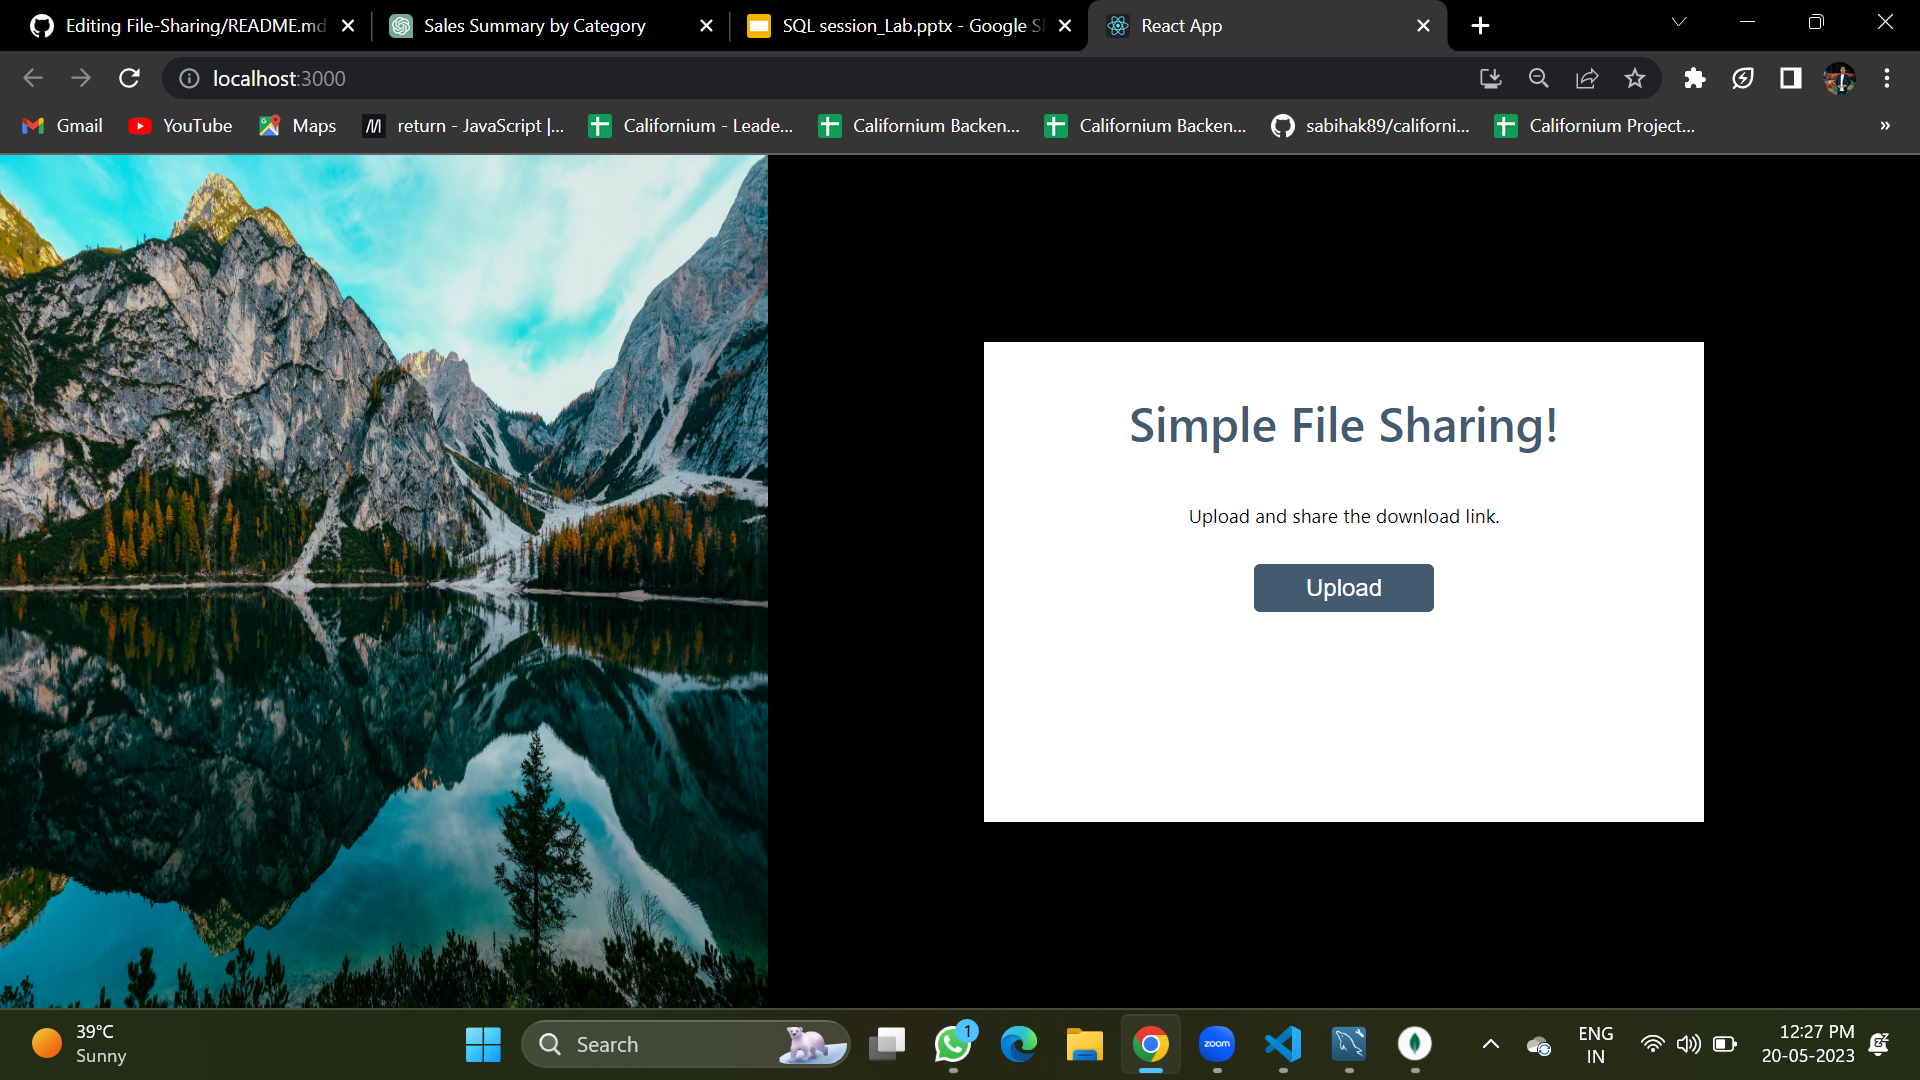 Editing File-Sharing/README.md
Sales Summary by Category
SQL session_Lab.pptx - Google Sl
React App
localhost:3000
Gmail
YouTube
Maps
return - JavaScript |...
Californium - Leade...
Californium Backen...
Californium Backen...
sabihak89/californi...
Californium Project...
»
Simple File Sharing!
Upload and share the download link.
Upload
39°C
Sunny
Search
1
zoom
ENG
IN
12:27 PM
20-05-2023